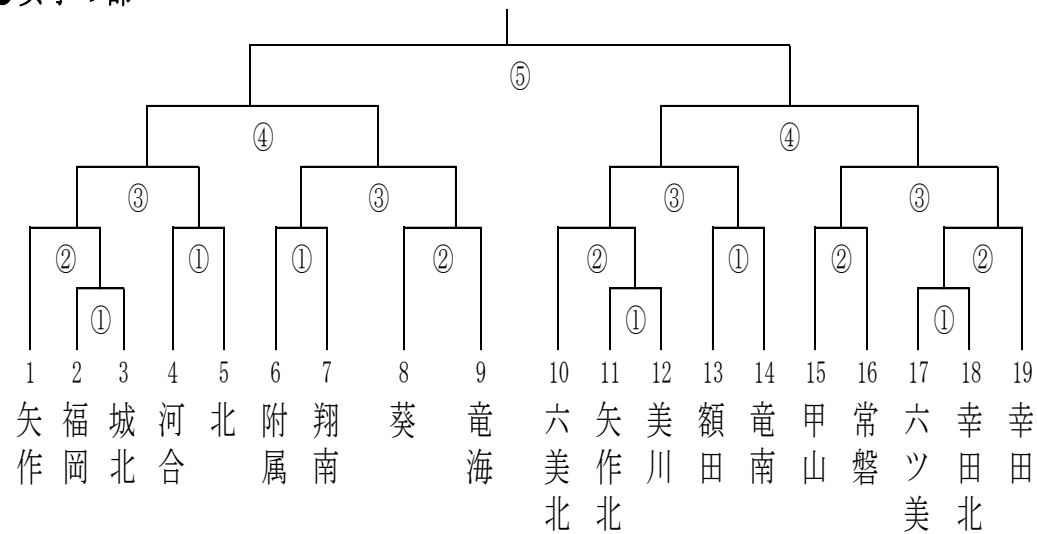 ⑤
④ ④
③ ③ ③ ③
② ① ① ② ② ① ② ②
① ① ①
1 2 3 4 5 6 7 8 9 10 11 12 13 14 15 16 17 18 19
矢作
福岡
城北
河合
北
附属
翔南
葵
竜海
六美北
矢作北
美川
額田
竜南
甲山
常磐
六ツ美
幸田北
幸田